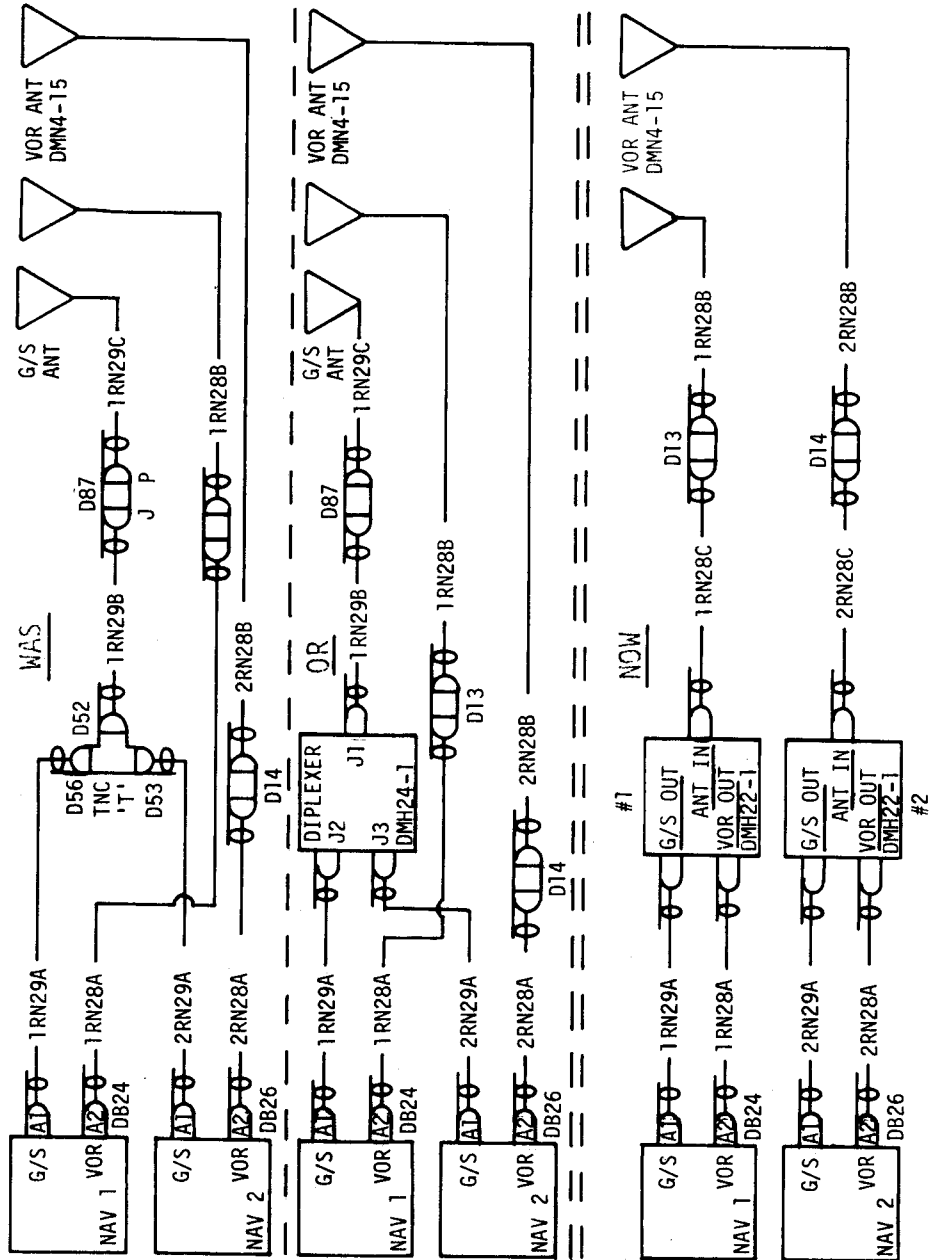 WAS
NAV 1
G/S
A1
1RN29A
D56
TNC
'T'
D52
D53
1RN29B
D87
J P
1RN29C
G/S
ANT
VOR
A2
DB24
1RN28A
1RN28B
VOR ANT
DMN4-15
NAV 2
G/S
A1
2RN29A
VOR
A2
DB26
2RN28A
D14
2RN28B
OR
NAV 1
G/S
A1
1RN29A
DIPLEXER
J2
J1
J3
DMH24-1
1RN29B
D87
1RN29C
G/S
ANT
VOR
A2
DB24
1RN28A
D13
1RN28B
VOR ANT
DMN4-15
NAV 2
G/S
A1
2RN29A
VOR
A2
DB26
2RN28A
D14
2RN28B
NOW
NAV 1
G/S
A1
1RN29A
#1
G/S OUT
ANT IN
VOR OUT
DMH22-1
1RN28C
D13
1RN28B
VOR
A2
DB24
1RN28A
VOR ANT
DMN4-15
NAV 2
G/S
A1
2RN29A
G/S OUT
ANT IN
VOR OUT
DMH22-1
#2
2RN28C
D14
2RN28B
VOR
A2
DB26
2RN28A